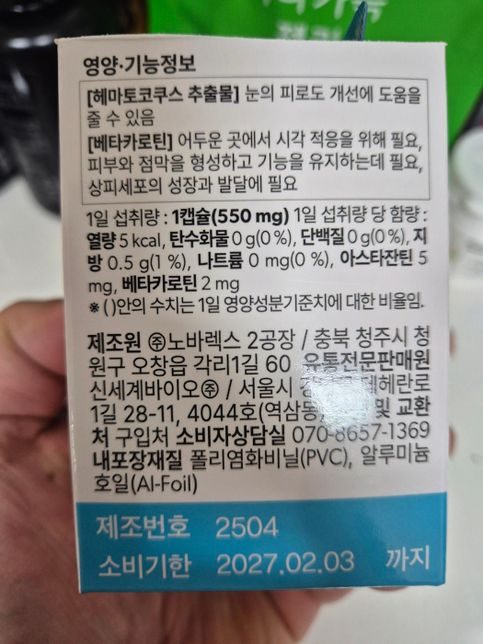 영양·기능정보
[헤마토코쿠스 추출물] 눈의 피로도 개선에 도움을
줄 수 있음
[베타카로틴] 어두운 곳에서 시각 적응을 위해 필요,
피부와 점막을 형성하고 기능을 유지하는데 필요,
상피세포의 성장과 발달에 필요
1일 섭취량 : 1캡슐(550 mg) 1일 섭취량 당 함량 :
열량 5 kcal, 탄수화물 0 g(0 %), 단백질 0 g(0 %), 지
방 0.5 g(1 %), 나트륨 0 mg(0 %), 아스타잔틴 5
mg, 베타카로틴 2 mg
※ ( )안의 수치는 1일 영양성분기준치에 대한 비율임.
제조원 ㈜노바렉스 2공장 / 충북 청주시 청
원구 오창읍 각리1길 60 유통전문판매원
신세계바이오㈜ / 서울시 테헤란로
1길 28-11, 4044호(역삼동) 및 교환
처 구입처 소비자상담실 070-8657-1369
내포장재질 폴리염화비닐(PVC), 알루미늄
호일(Al-Foil)
제조번호 2504
소비기한 2027.02.03 까지